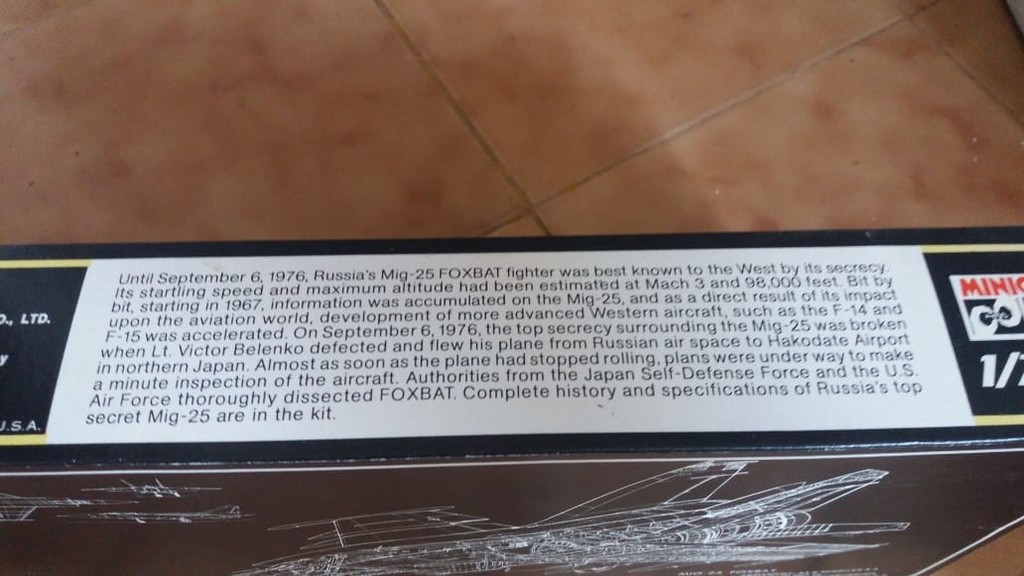 Until September 6, 1976, Russia's Mig-25 FOXBAT fighter was best known to the West by its secrecy.
Its startling speed and maximum altitude had been estimated at Mach 3 and 98,000 feet. Bit by
bit, starting in 1967, information was accumulated on the Mig-25, and as a direct result of its impact
upon the aviation world, development of more advanced Western aircraft, such as the F-14 and
F-15 was accelerated. On September 6, 1976, the top secrecy surrounding the Mig-25 was broken
when Lt. Victor Belenko defected and flew his plane from Russian air space to Hakodate Airport
in northern Japan. Almost as soon as the plane had stopped rolling, plans were under way to make
a minute inspection of the aircraft. Authorities from the Japan Self-Defense Force and the U.S.
Air Force thoroughly dissected FOXBAT. Complete history and specifications of Russia's top
secret Mig-25 are in the kit.
LTD.
U.S.A.
MINIC
1/7